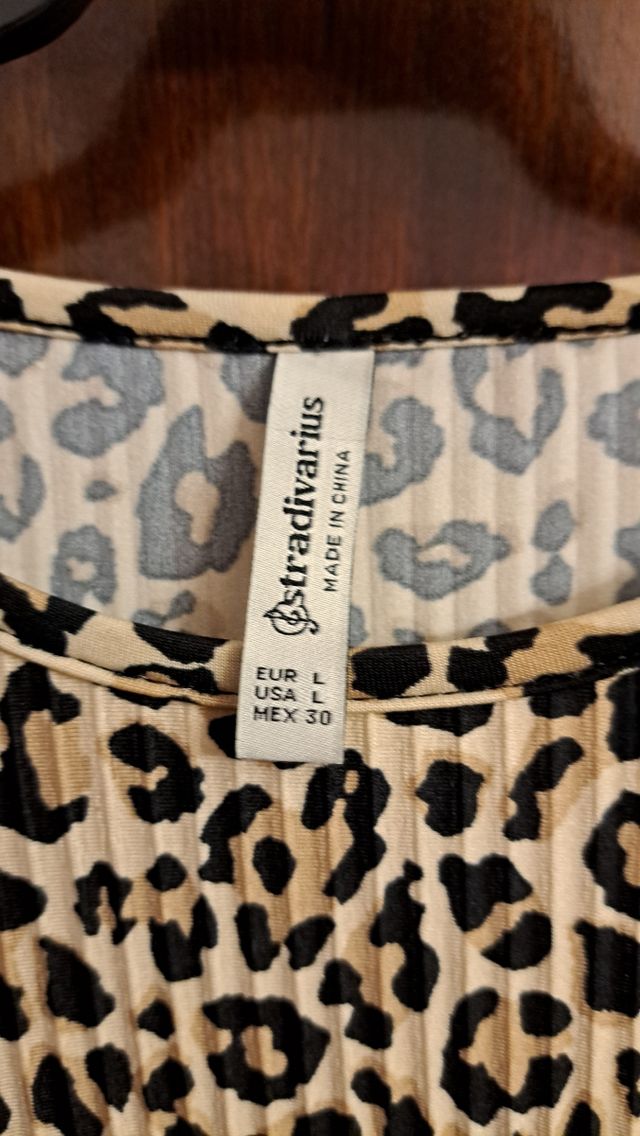 stradivarius
MADE IN CHINA
EUR L
USA L
MEX 30